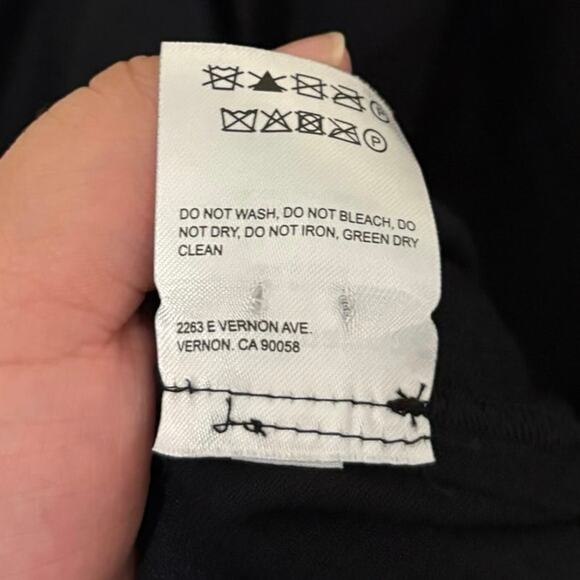 P
P
DO NOT WASH, DO NOT BLEACH, DO
NOT DRY, DO NOT IRON, GREEN DRY
CLEAN
2263 E VERNON AVE.
VERNON. CA 90058